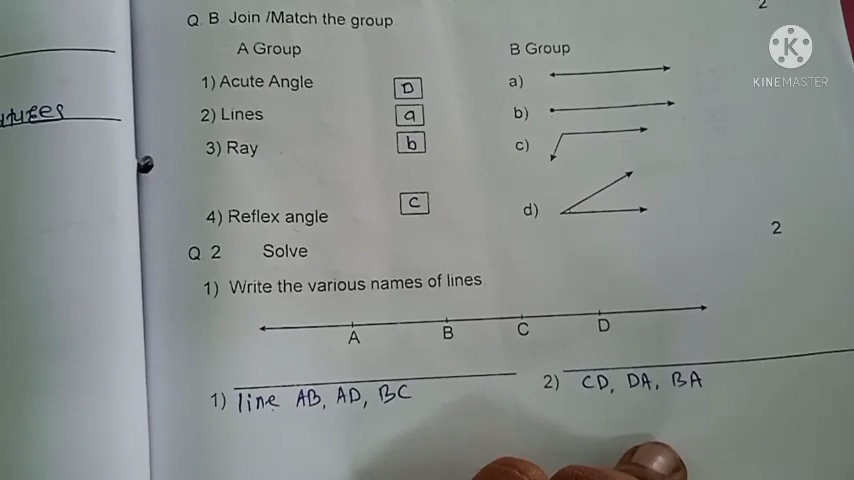 2
Q. B Join /Match the group
A Group B Group
KINEMASTER
1) Acute Angle D a)
2) Lines a b)
3) Ray b c)
4) Reflex angle c d)
Q 2 Solve 2
1) Write the various names of lines
A B C D
1) line AB, AD, BC 2) CD, DA, BA